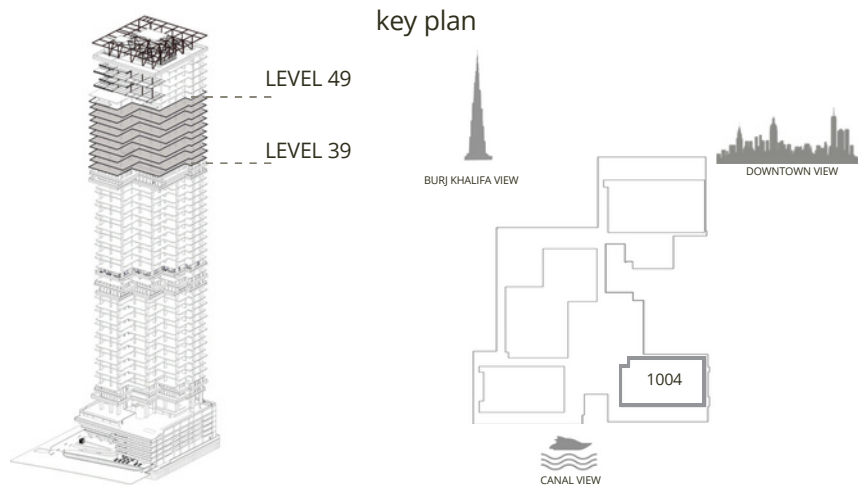 key plan
LEVEL 49
LEVEL 39
BURJ KHALIFA VIEW
DOWNTOWN VIEW
1004
CANAL VIEW